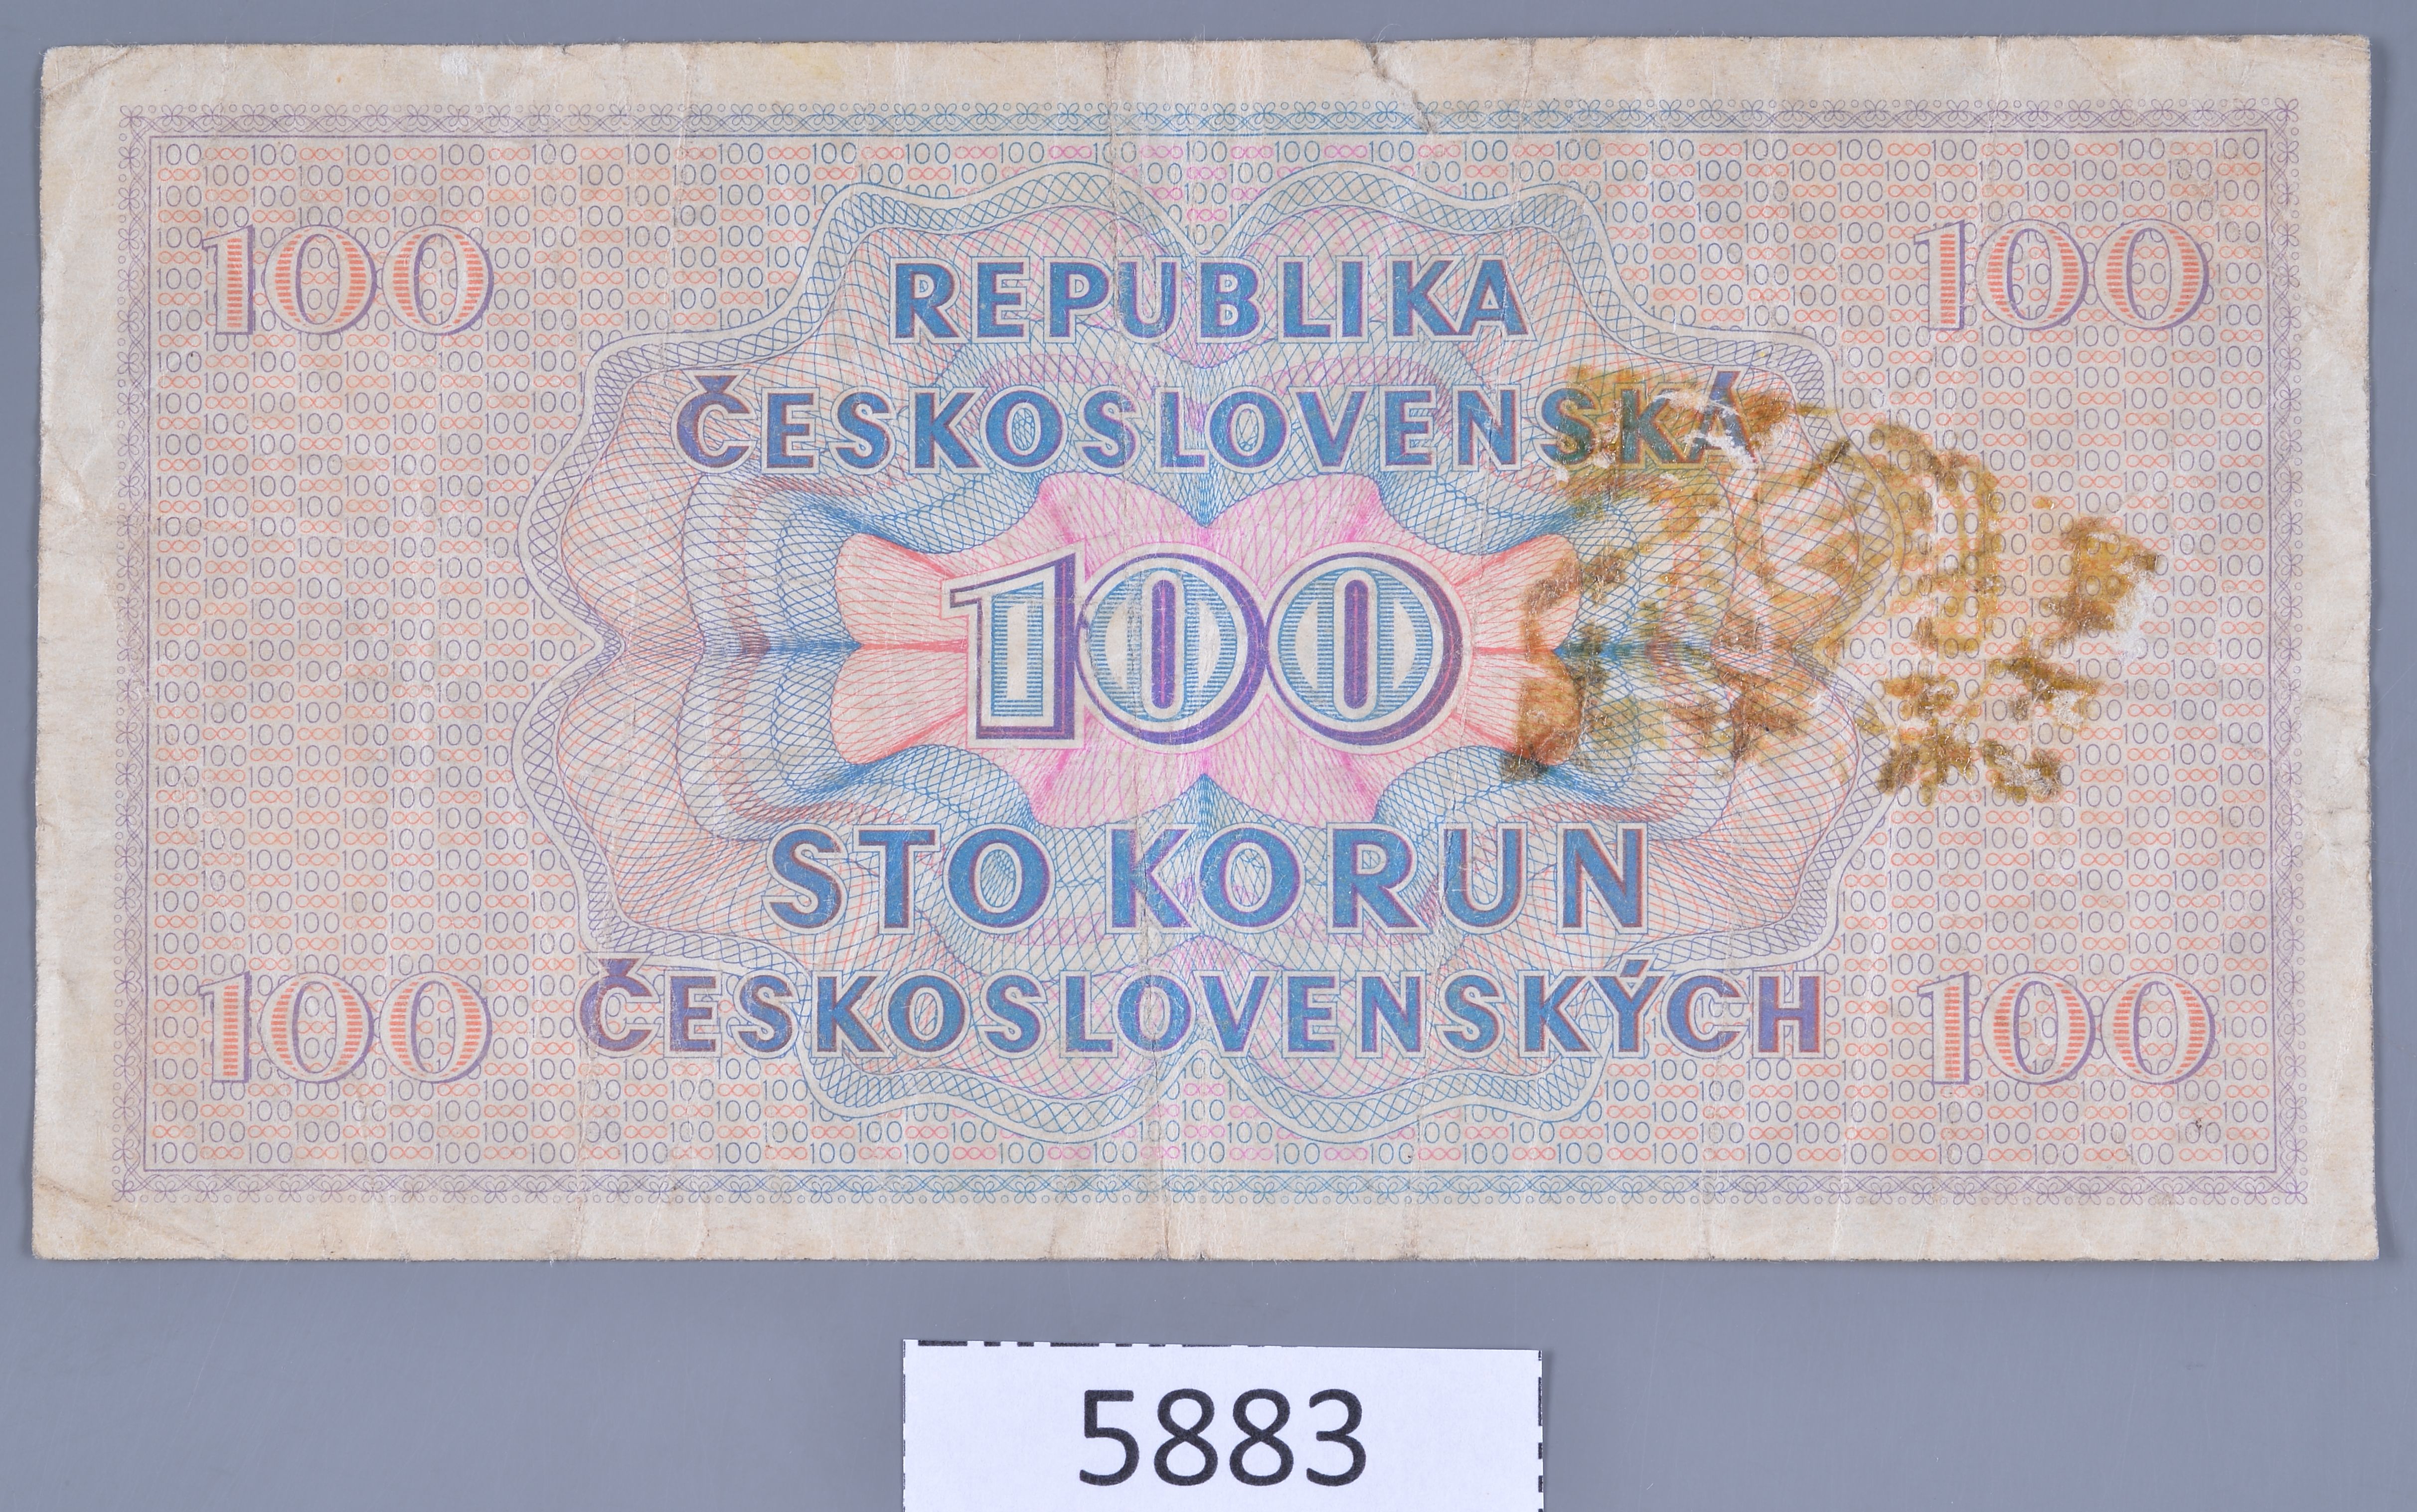 100 100
REPUBLIKA
ČESKOSLOVENSKÁ
100
STO KORUN
ČESKOSLOVENSKÝCH
100 100
5883